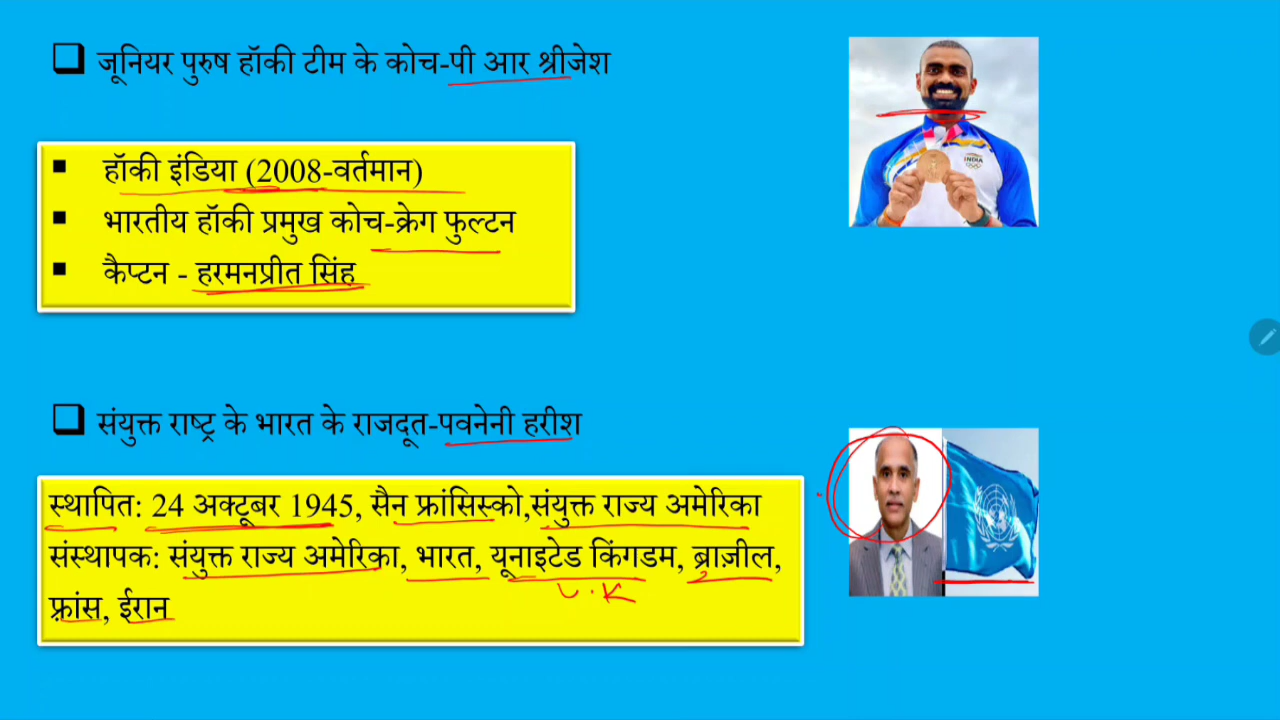 जूनियर पुरुष हॉकी टीम के कोच-पी आर श्रीजेश
हॉकी इंडिया (2008-वर्तमान)
भारतीय हॉकी प्रमुख कोच-क्रेग फुल्टन
कैप्टन - हरमनप्रीत सिंह
INDIA
संयुक्त राष्ट्र के भारत के राजदूत-पवनेनी हरीश
स्थापित: 24 अक्टूबर 1945, सैन फ्रांसिस्को,संयुक्त राज्य अमेरिका
संस्थापक: संयुक्त राज्य अमेरिका, भारत, यूनाइटेड किंगडम, ब्राज़ील,
U.K
फ़्रांस, ईरान